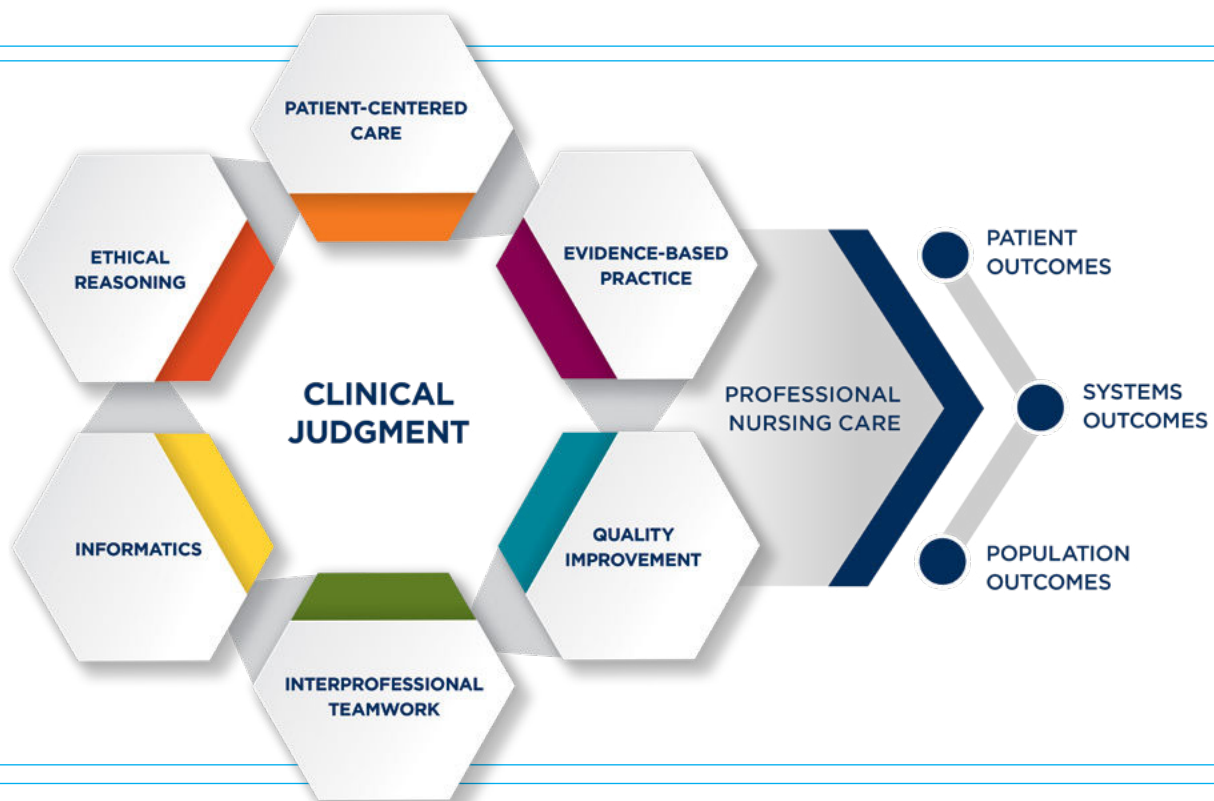 PATIENT-CENTERED
CARE
EVIDENCE-BASED
PRACTICE
QUALITY
IMPROVEMENT
INTERPROFESSIONAL
TEAMWORK
INFORMATICS
ETHICAL
REASONING
CLINICAL
JUDGMENT
PROFESSIONAL
NURSING CARE
PATIENT
OUTCOMES
SYSTEMS
OUTCOMES
POPULATION
OUTCOMES